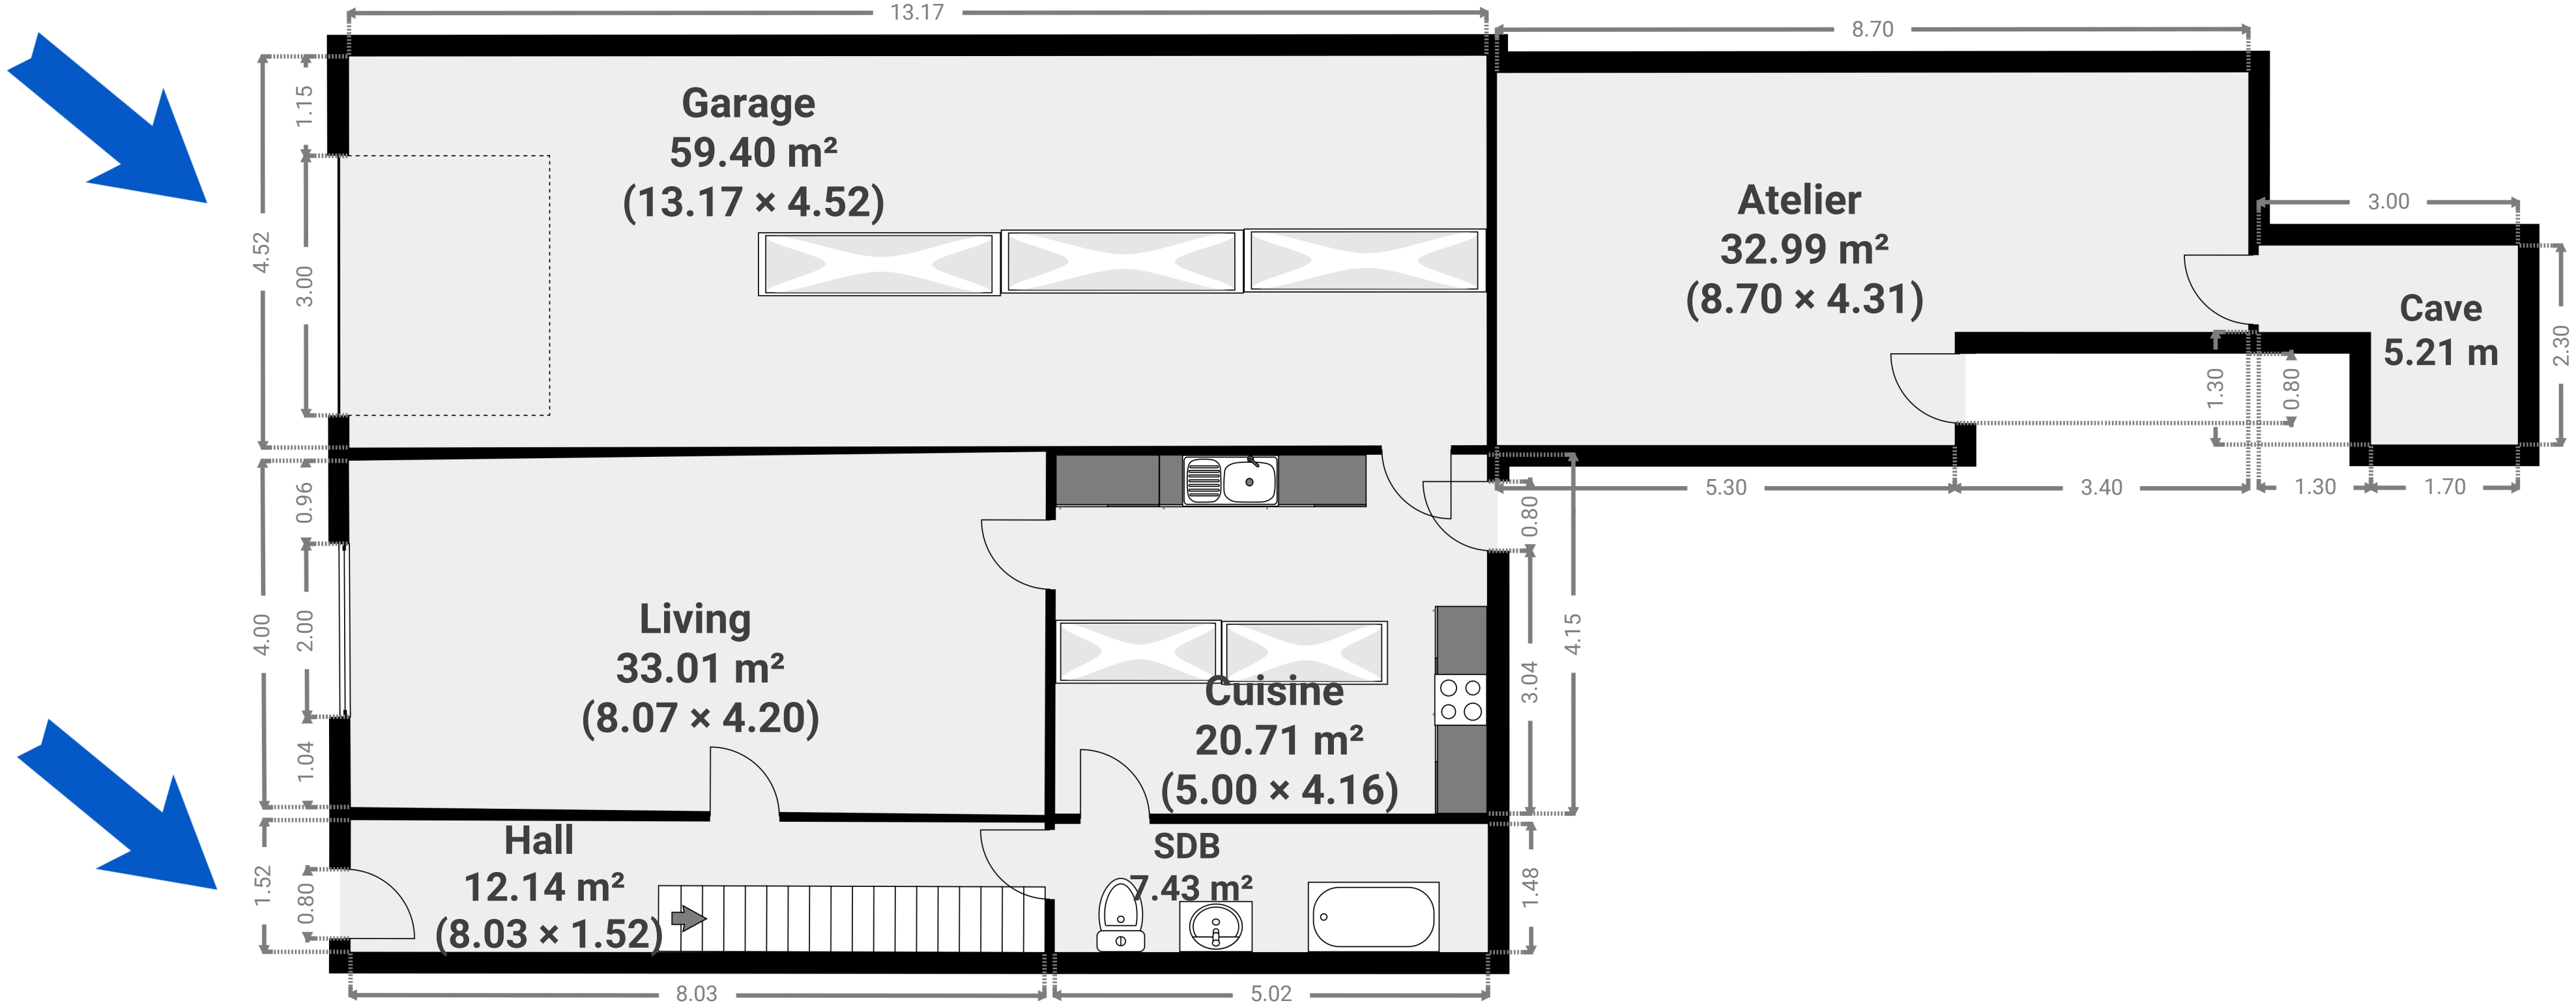 13.17
8.70
1.15
Garage
59.40 m²
(13.17 × 4.52)
4.52
3.00
Atelier
32.99 m²
(8.70 × 4.31)
3.00
Cave
5.21 m
2.30
1.30
0.80
5.30
3.40
1.30
1.70
0.96
0.80
4.00
2.00
Living
33.01 m²
(8.07 × 4.20)
4.15
3.04
Cuisine
20.71 m²
(5.00 × 4.16)
1.04
Hall
12.14 m²
(8.03 × 1.52)
1.52
0.80
SDB
7.43 m²
1.48
8.03
5.02